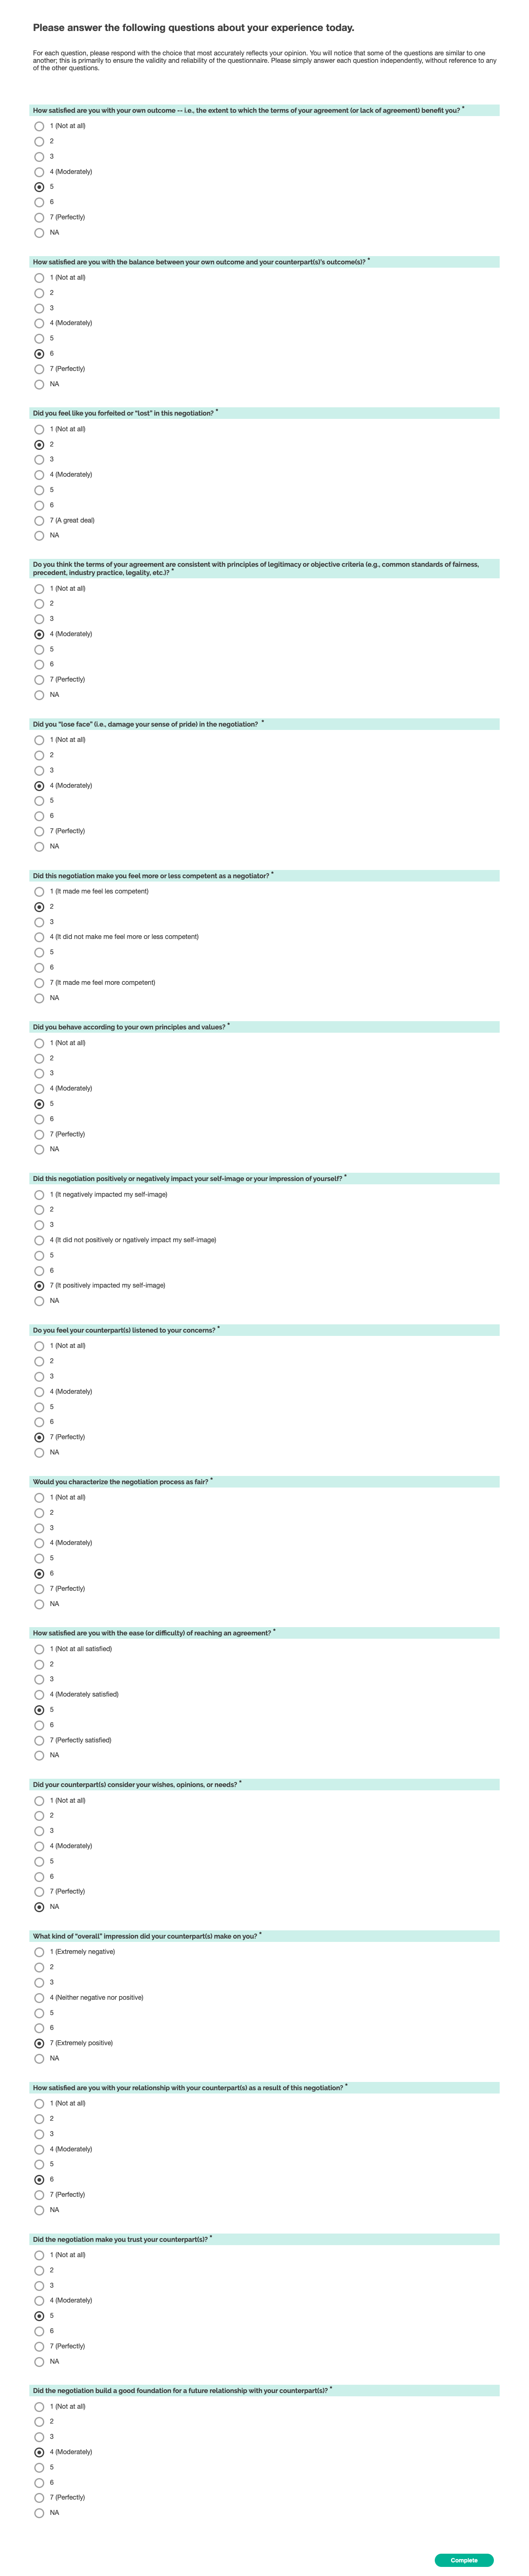 Please answer the following questions about your experience today.
For each question, please respond with the choice that most accurately reflects your opinion. You will notice that some of the questions are similar to one
another; this is primarily to ensure the validity and reliability of the questionnaire. Please simply answer each question independently, without reference to any
of the other questions.
How satisfied are you with your own outcome -- i.e., the extent to which the terms of your agreement (or lack of agreement) benefit you? *
1 (Not at all)
2
3
4 (Moderately)
5
6
7 (Perfectly)
NA
How satisfied are you with the balance between your own outcome and your counterpart(s)'s outcome(s)? *
1 (Not at all)
2
3
4 (Moderately)
5
6
7 (Perfectly)
NA
Did you feel like you forfeited or "lost" in this negotiation? *
1 (Not at all)
2
3
4 (Moderately)
5
6
7 (A great deal)
NA
Do you think the terms of your agreement are consistent with principles of legitimacy or objective criteria (e.g., common standards of fairness,
precedent, industry practice, legality, etc.)? *
1 (Not at all)
2
3
4 (Moderately)
5
6
7 (Perfectly)
NA
Did you "lose face" (i.e., damage your sense of pride) in the negotiation? *
1 (Not at all)
2
3
4 (Moderately)
5
6
7 (Perfectly)
NA
Did this negotiation make you feel more or less competent as a negotiator? *
1 (It made me feel les competent)
2
3
4 (It did not make me feel more or less competent)
5
6
7 (It made me feel more competent)
NA
Did you behave according to your own principles and values? *
1 (Not at all)
2
3
4 (Moderately)
5
6
7 (Perfectly)
NA
Did this negotiation positively or negatively impact your self-image or your impression of yourself? *
1 (It negatively impacted my self-image)
2
3
4 (It did not positively or ngatively impact my self-image)
5
6
7 (It positively impacted my self-image)
NA
Do you feel your counterpart(s) listened to your concerns? *
1 (Not at all)
2
3
4 (Moderately)
5
6
7 (Perfectly)
NA
Would you characterize the negotiation process as fair? *
1 (Not at all)
2
3
4 (Moderately)
5
6
7 (Perfectly)
NA
How satisfied are you with the ease (or difficulty) of reaching an agreement? *
1 (Not at all satisfied)
2
3
4 (Moderately satisfied)
5
6
7 (Perfectly satisfied)
NA
Did your counterpart(s) consider your wishes, opinions, or needs? *
1 (Not at all)
2
3
4 (Moderately)
5
6
7 (Perfectly)
NA
What kind of "overall" impression did your counterpart(s) make on you? *
1 (Extremely negative)
2
3
4 (Neither negative nor positive)
5
6
7 (Extremely positive)
NA
How satisfied are you with your relationship with your counterpart(s) as a result of this negotiation? *
1 (Not at all)
2
3
4 (Moderately)
5
6
7 (Perfectly)
NA
Did the negotiation make you trust your counterpart(s)? *
1 (Not at all)
2
3
4 (Moderately)
5
6
7 (Perfectly)
NA
Did the negotiation build a good foundation for a future relationship with your counterpart(s)? *
1 (Not at all)
2
3
4 (Moderately)
5
6
7 (Perfectly)
NA
Complete